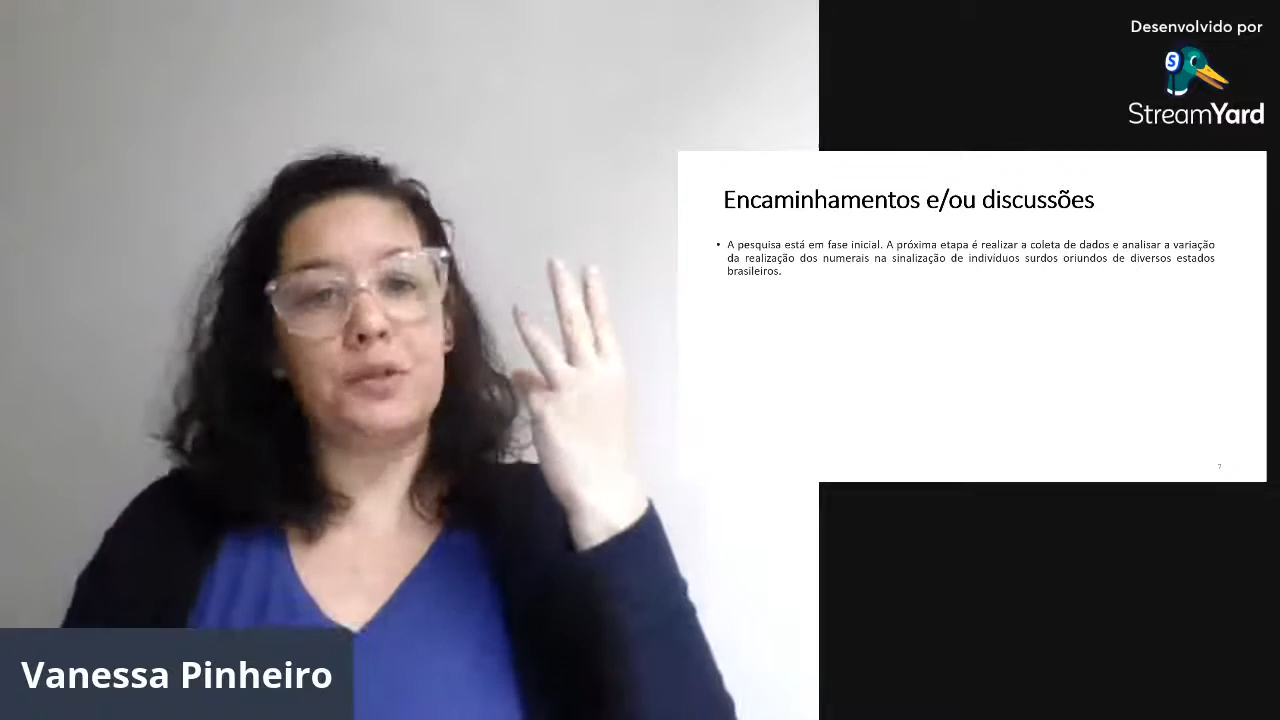 Desenvolvido por
StreamYard
Encaminhamentos e/ou discussões
• A pesquisa está em fase inicial. A próxima etapa é realizar a coleta de dados e analisar a variação
da realização dos numerais na sinalização de indivíduos surdos oriundos de diversos estados
brasileiros.
7
Vanessa Pinheiro